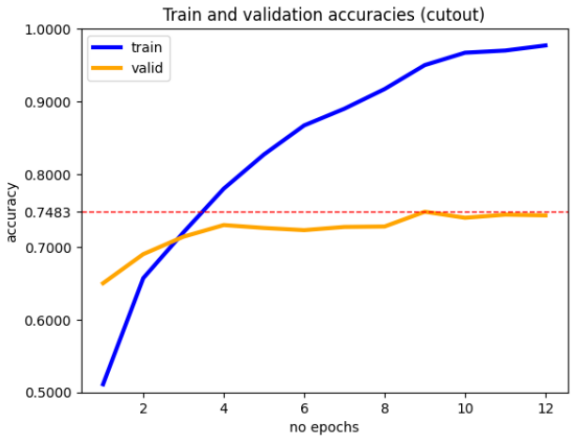 Train and validation accuracies (cutout)
1.0000
train
valid
0.9000
0.8000
0.7483
0.7000
0.6000
0.5000
accuracy
2 4 6 8 10 12
no epochs